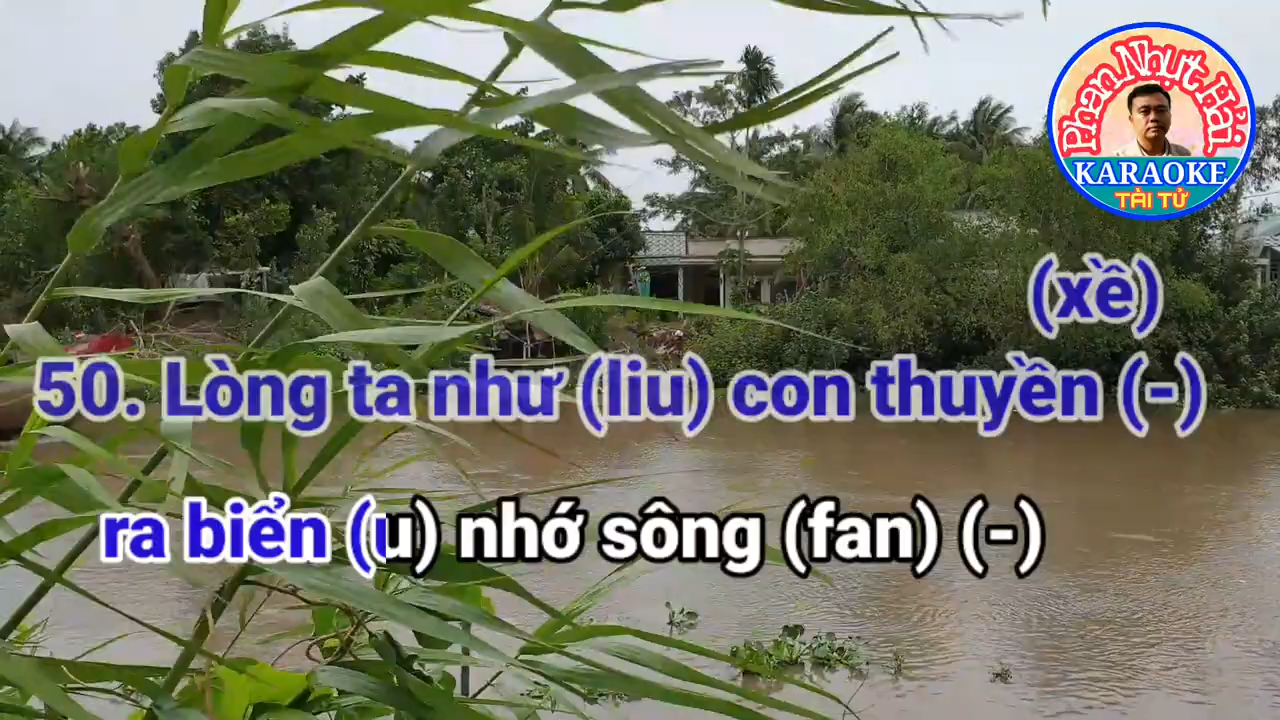 Phan Nhựt Hải
KARAOKE
TÀI TỬ
(xề)
50. Lòng ta như (liu) con thuyền (-)
ra biển (u) nhớ sông (fan) (-)